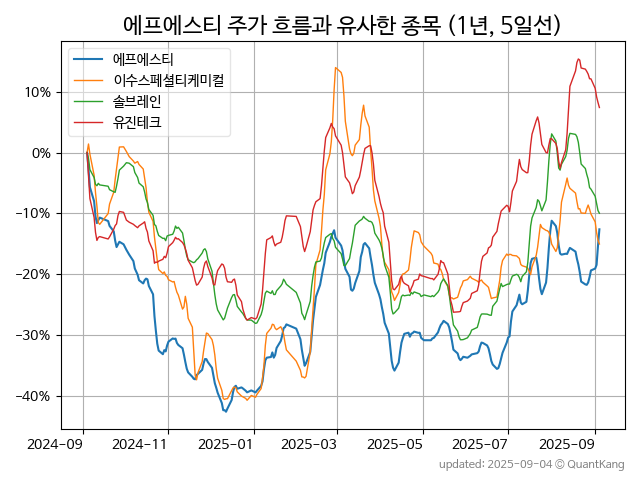 에프에스티 주가 흐름과 유사한 종목 (1년, 5일선)
에프에스티
이수스페셜티케미컬
솔브레인
유진테크
10%
0%
−10%
−20%
−30%
−40%
2024-09 2024-11 2025-01 2025-03 2025-05 2025-07 2025-09
updated: 2025-09-04 © QuantKang